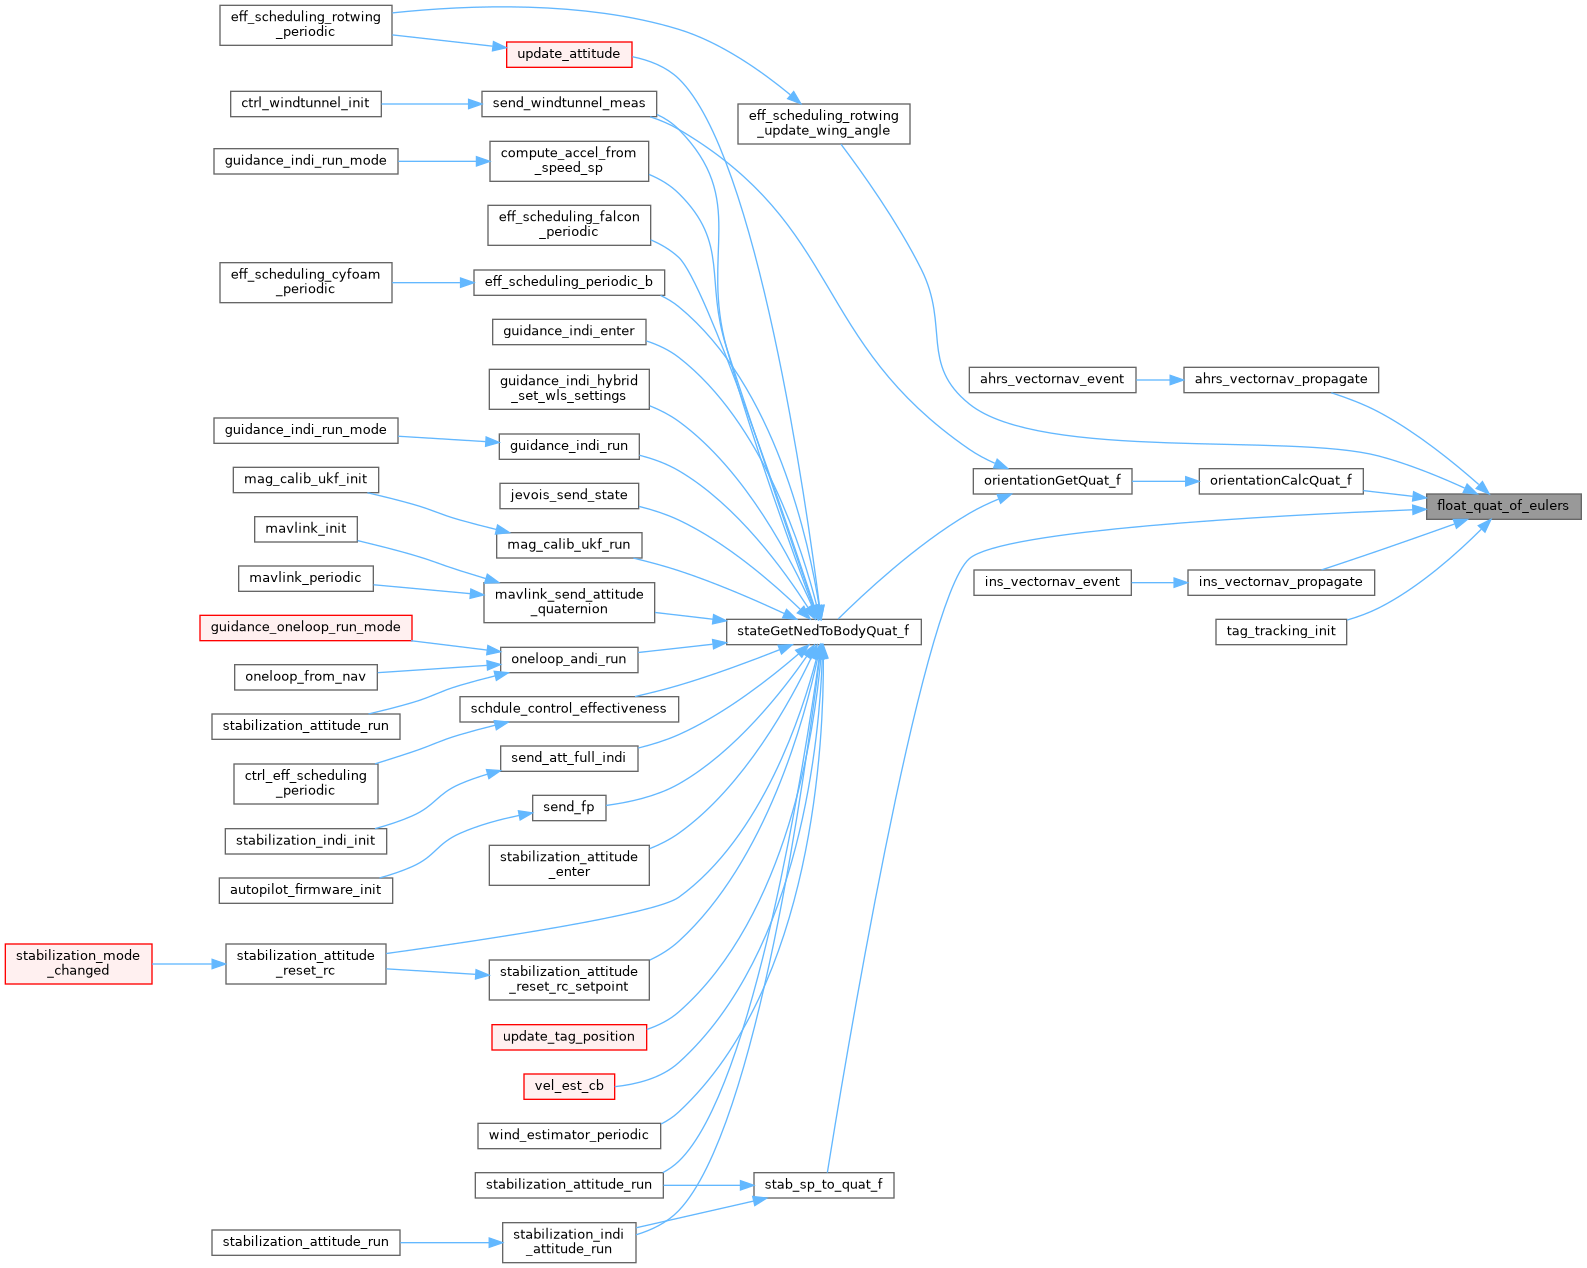 eff_scheduling_rotwing
_periodic
update_attitude
ctrl_windtunnel_init
send_windtunnel_meas
eff_scheduling_rotwing
_update_wing_angle
guidance_indi_run_mode
compute_accel_from
_speed_sp
eff_scheduling_falcon
_periodic
eff_scheduling_cyfoam
_periodic
eff_scheduling_periodic_b
guidance_indi_enter
guidance_indi_hybrid
_set_wls_settings
ahrs_vectornav_event
ahrs_vectornav_propagate
guidance_indi_run_mode
guidance_indi_run
mag_calib_ukf_init
jevois_send_state
orientationGetQuat_f
orientationCalcQuat_f
float_quat_of_eulers
mavlink_init
mag_calib_ukf_run
mavlink_periodic
mavlink_send_attitude
_quaternion
ins_vectornav_event
ins_vectornav_propagate
guidance_oneloop_run_mode
stateGetNedToBodyQuat_f
tag_tracking_init
oneloop_from_nav
oneloop_andi_run
stabilization_attitude_run
schdule_control_effectiveness
ctrl_eff_scheduling
_periodic
send_att_full_indi
stabilization_indi_init
send_fp
autopilot_firmware_init
stabilization_attitude
_enter
stabilization_mode
_changed
stabilization_attitude
_reset_rc
stabilization_attitude
_reset_rc_setpoint
update_tag_position
vel_est_cb
wind_estimator_periodic
stabilization_attitude_run
stab_sp_to_quat_f
stabilization_attitude_run
stabilization_indi
_attitude_run